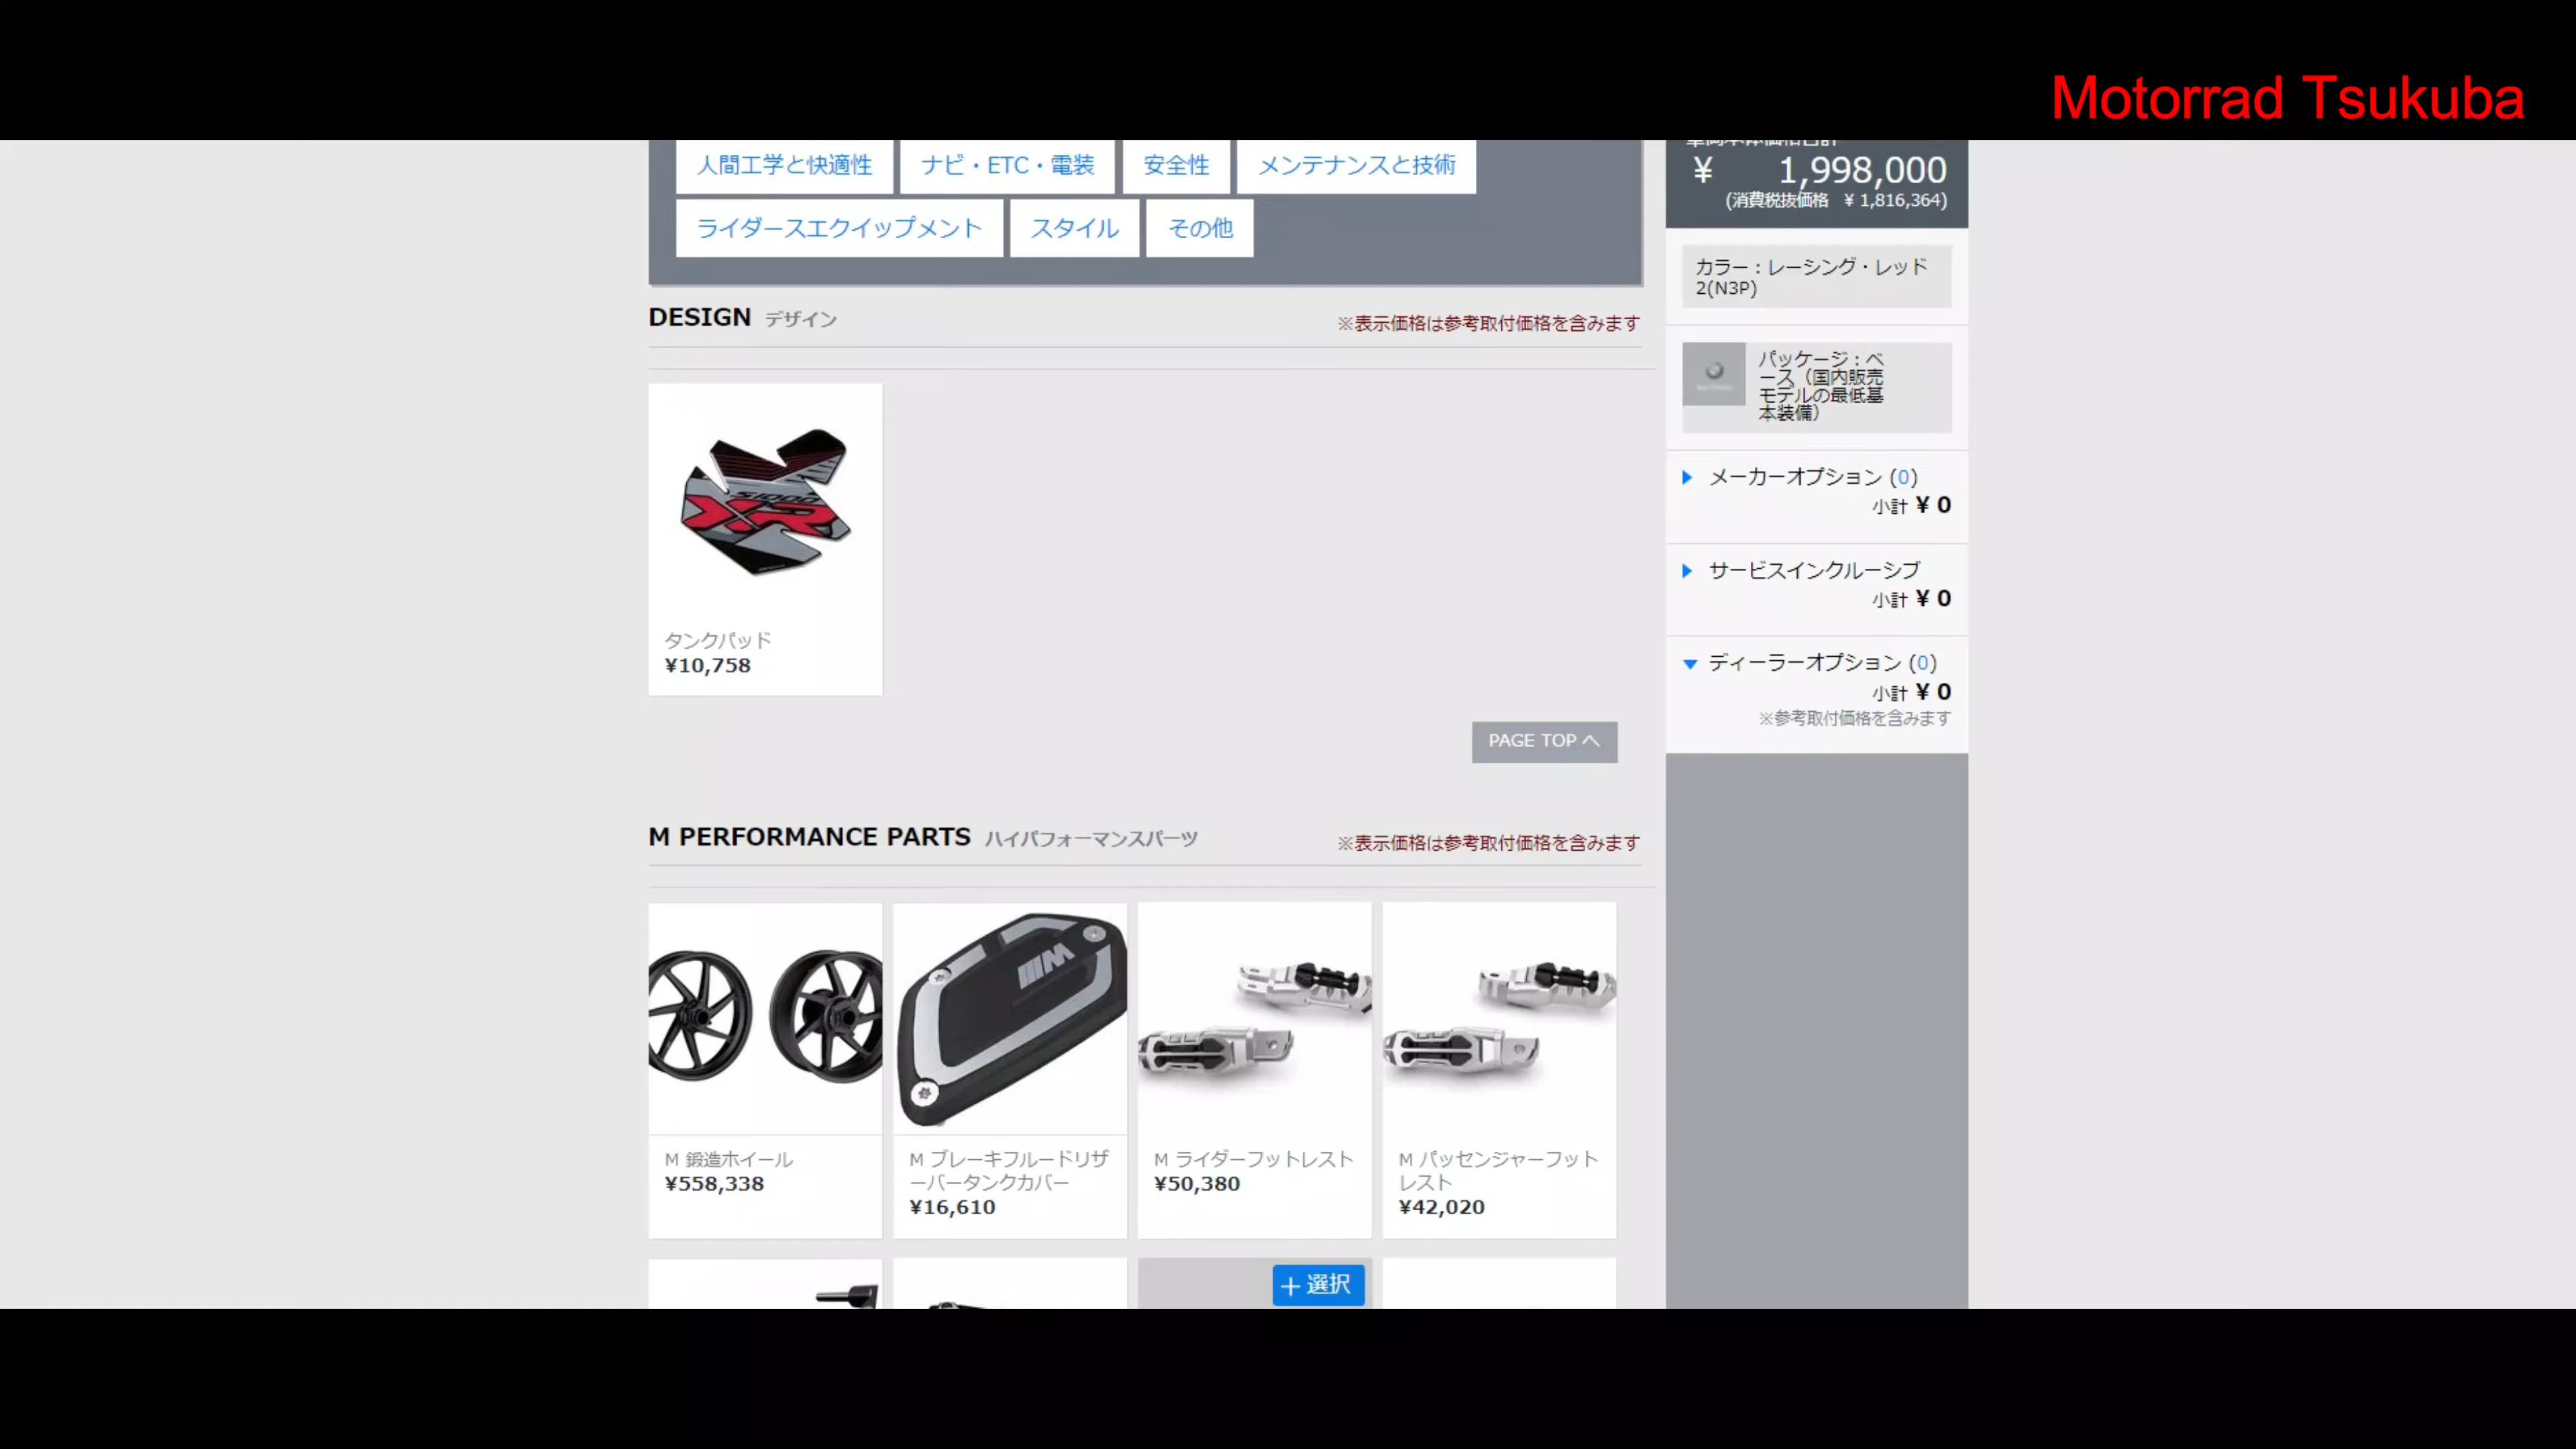 Motorrad Tsukuba
人間工学と快適性
ナビ・ETC・電装
安全性
メンテナンスと技術
ライダースエクイップメント
スタイル
その他
DESIGN デザイン
※表示価格は参考取付価格を含みます
S1000
XR
タンクパッド
¥10,758
PAGE TOP へ
M PERFORMANCE PARTS ハイパフォーマンスパーツ
※表示価格は参考取付価格を含みます
M
M 鍛造ホイール
¥558,338
M ブレーキフルードリザ
ーバータンクカバー
¥16,610
M ライダーフットレスト
¥50,380
M パッセンジャーフット
レスト
¥42,020
+ 選択
¥ 1,998,000
(消費税抜価格 ¥ 1,816,364)
カラー：レーシング・レッド
2(N3P)
パッケージ：ベ
ース（国内販売
モデルの最低基
本装備）
メーカーオプション (0)
小計 ¥ 0
サービスインクルーシブ
小計 ¥ 0
ディーラーオプション (0)
小計 ¥ 0
※参考取付価格を含みます